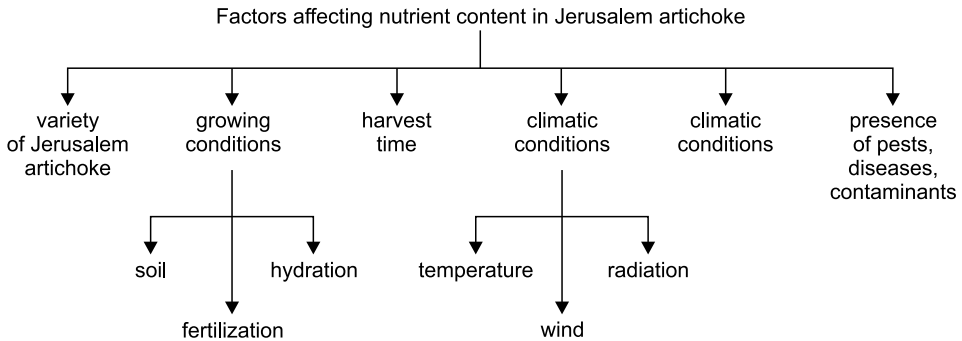 Factors affecting nutrient content in Jerusalem artichoke
variety
of Jerusalem
artichoke
growing
conditions
harvest
time
climatic
conditions
climatic
conditions
presence
of pests,
diseases,
contaminants
soil
hydration
fertilization
temperature
radiation
wind